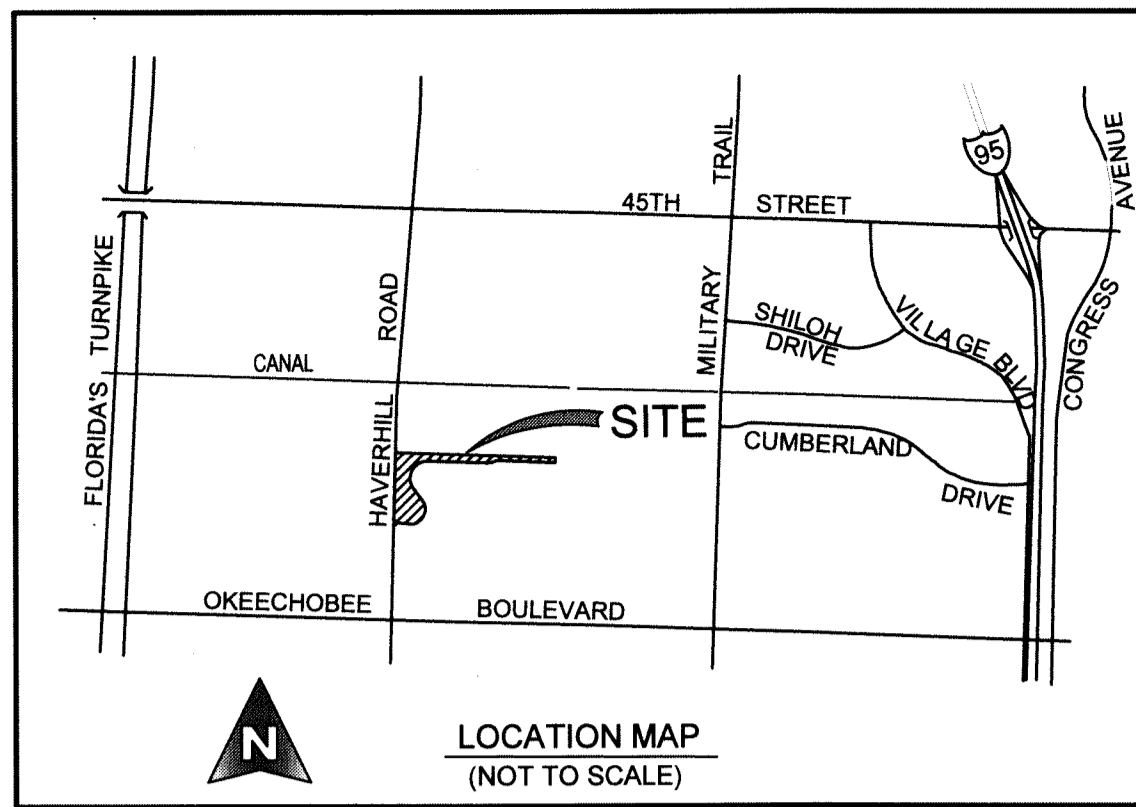 95
TRAIL
AVENUE
45TH STREET
FLORIDA'S TURNPIKE
ROAD
MILITARY
SHILOH
DRIVE
VILLAGE BLVD
CONGRESS
CANAL
HAVERHILL
SITE
CUMBERLAND
DRIVE
OKEECHOBEE BOULEVARD
N
LOCATION MAP
(NOT TO SCALE)